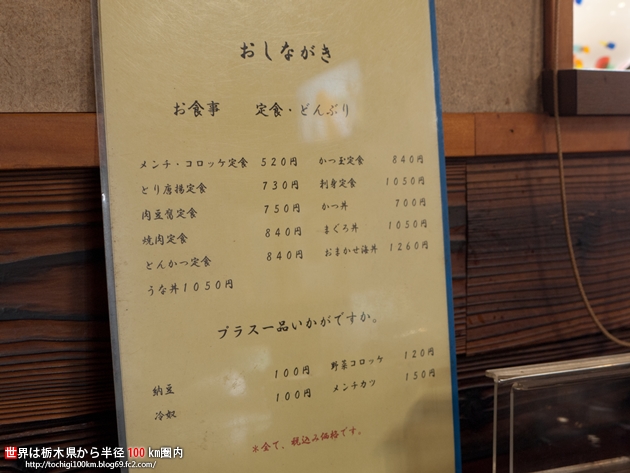 おしながき
お食事　定食・どんぶり
メンチ・コロッケ定食 520円
とり唐揚定食 730円
肉豆腐定食 750円
焼肉定食 840円
とんかつ定食 840円
うな丼1050円
かつ玉定食 840円
刺身定食 1050円
かつ丼 700円
まぐろ丼 1050円
おまかせ海丼 1260円
プラス一品いかがですか。
納豆 100円
冷奴 100円
野菜コロッケ 120円
メンチカツ 150円
※全て、税込み価格です。
世界は栃木県から半径100km圏内
http://tochigi100km.blog69.fc2.com/